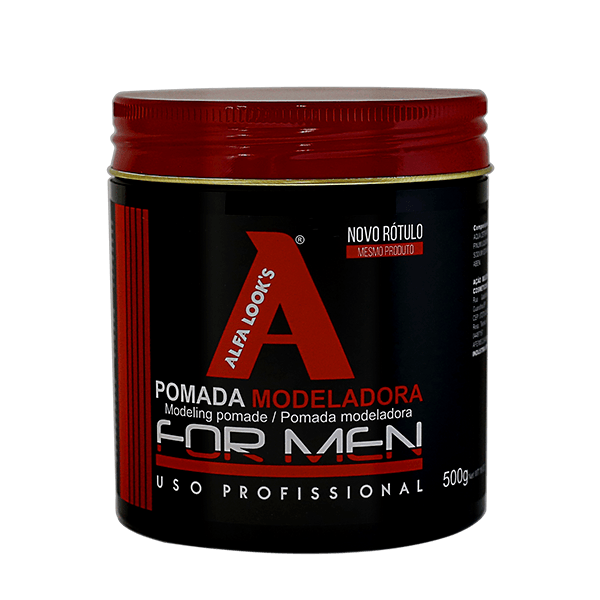 ALFA LOOK'S
A
®
NOVO RÓTULO
MESMO PRODUTO
POMADA MODELADORA
Modeling pomade / Pomada modeladora
FOR MEN
USO PROFISSIONAL
500g